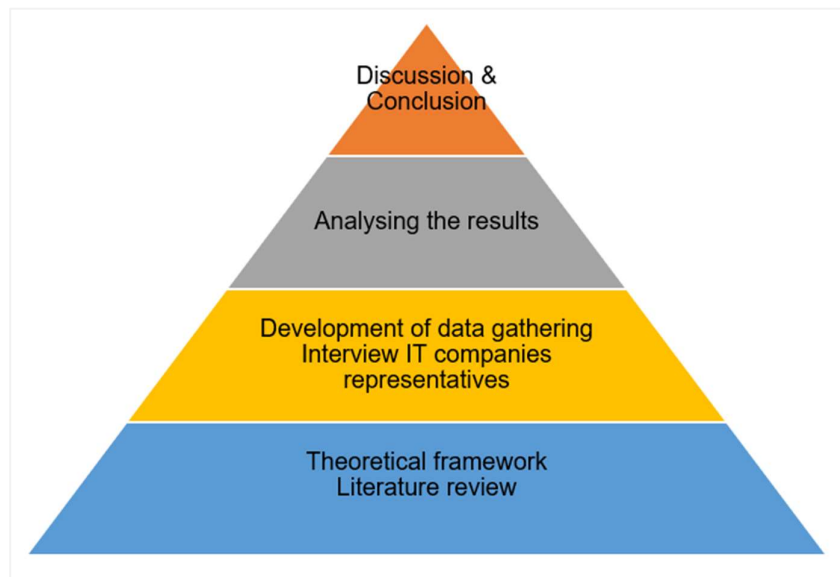 Discussion &
Conclusion
Analysing the results
Development of data gathering
Interview IT companies
representatives
Theoretical framework
Literature review